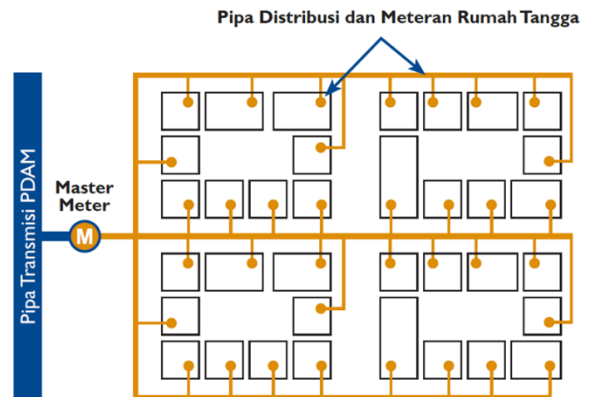 Pipa Distribusi dan Meteran Rumah Tangga
Pipa Transmisi PDAM
Master
Meter
M